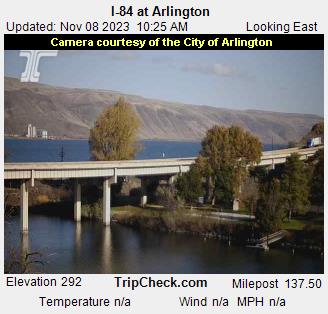 I-84 at Arlington
Updated: Nov 08 2023 10:25 AM Looking East
Camera courtesy of the City of Arlington
Elevation 292 TripCheck.com Milepost 137.50
Temperature n/a Wind n/a MPH n/a